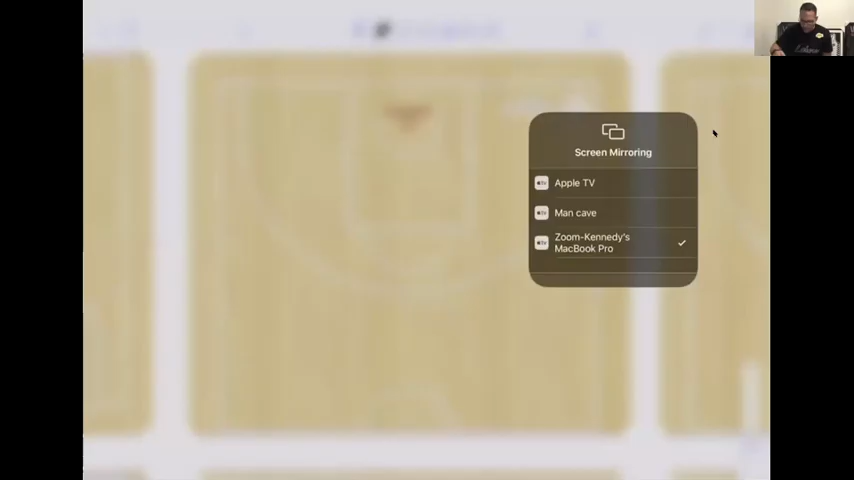 Screen Mirroring
Apple TV
Man cave
Zoom-Kennedy's
MacBook Pro